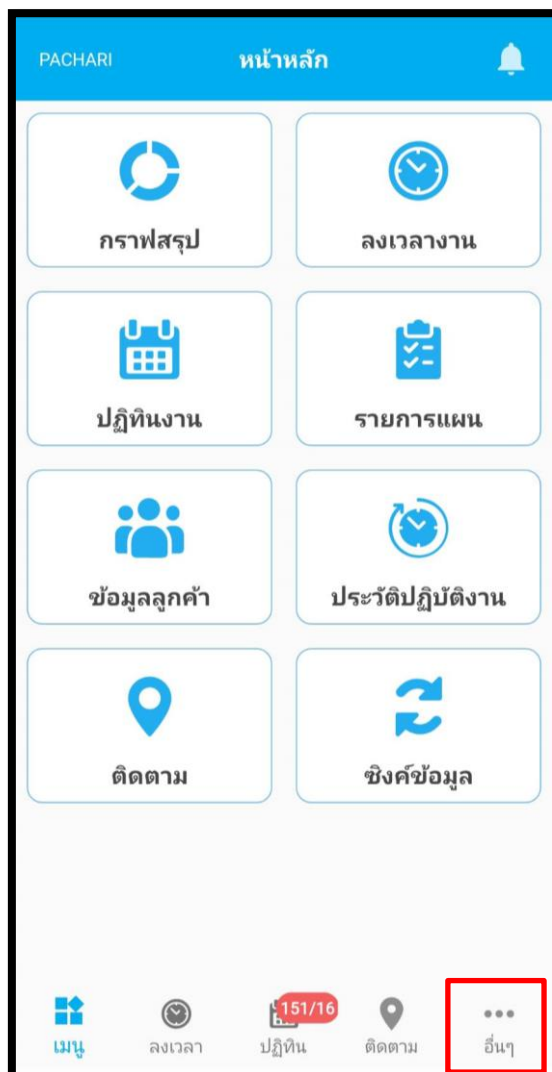 PACHARI หน้าหลัก
กราฟสรุป ลงเวลางาน
ปฏิทินงาน รายการแผน
ข้อมูลลูกค้า ประวัติปฏิบัติงาน
ติดตาม ซิงค์ข้อมูล
151/16
เมนู ลงเวลา ปฏิทิน ติดตาม อื่นๆ